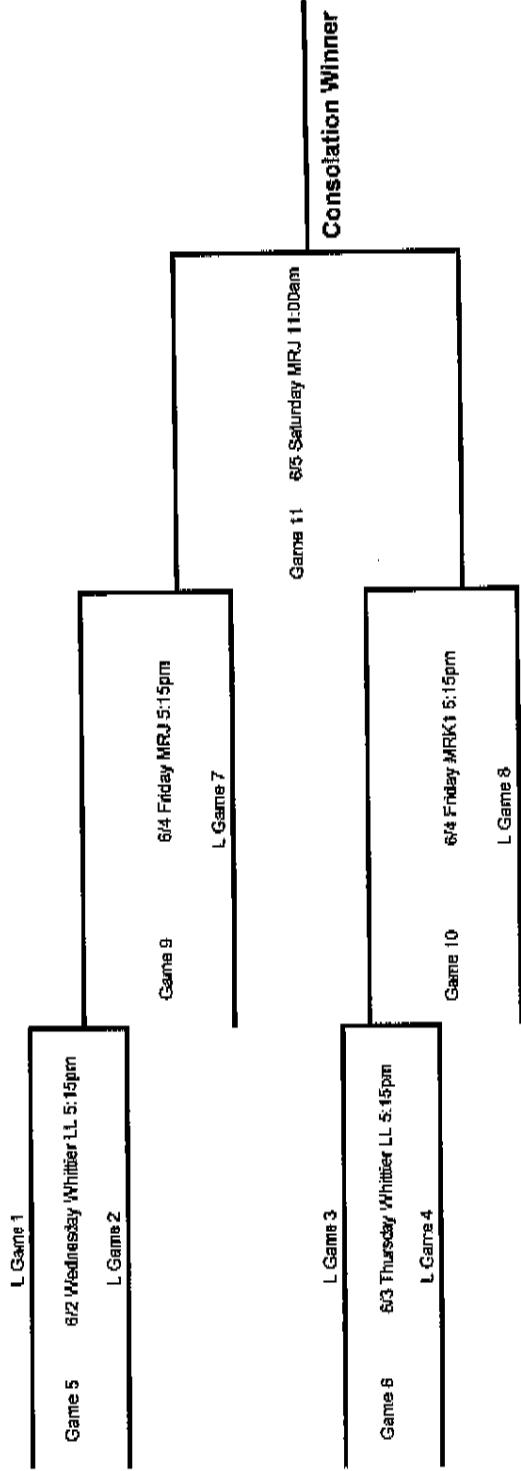 L Game 1
Game 5 6/2 Wednesday Whittier LL 5:15pm
L Game 2
Game 9 6/4 Friday MRJ 5:15pm
L Game 7
Game 11 6/5 Saturday MRJ 11:00am
Consolation Winner
L Game 3
Game 6 6/3 Thursday Whittier LL 5:15pm
L Game 4
Game 10 6/4 Friday MRK1 5:15pm
L Game 8